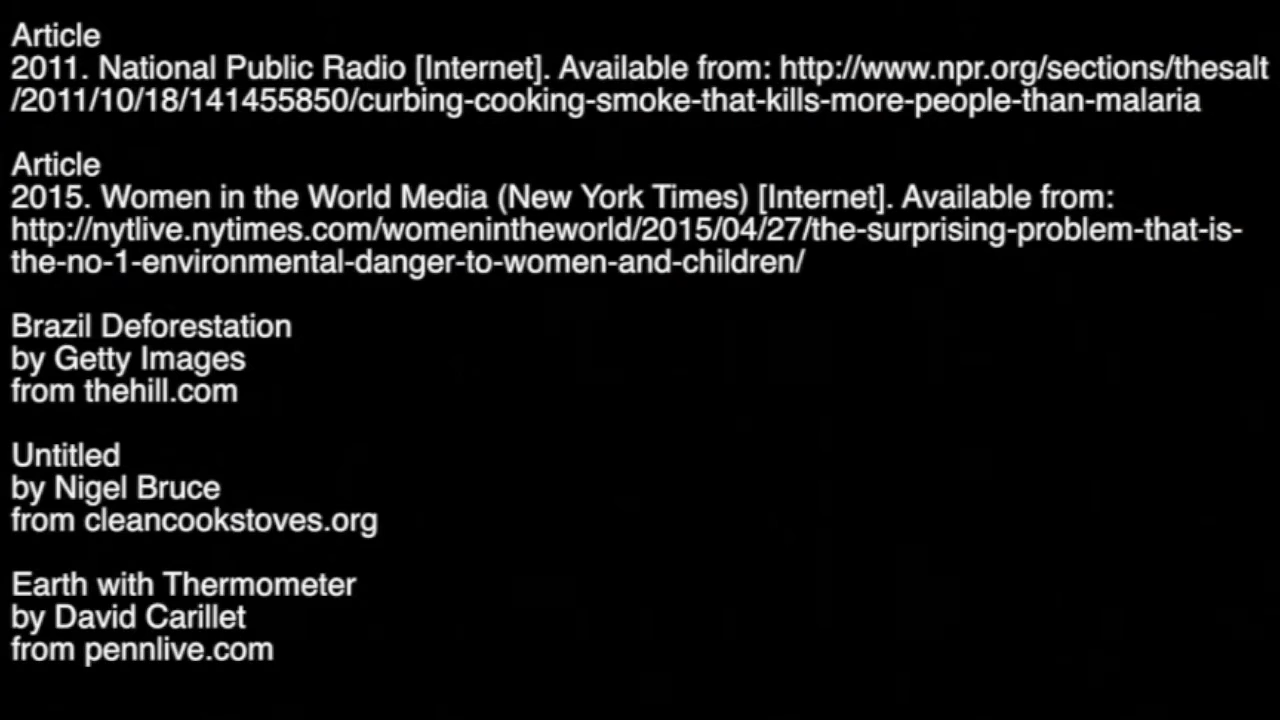 Article
2011. National Public Radio [Internet]. Available from: http://www.npr.org/sections/thesalt
/2011/10/18/141455850/curbing-cooking-smoke-that-kills-more-people-than-malaria
Article
2015. Women in the World Media (New York Times) [Internet]. Available from:
http://nytlive.nytimes.com/womenintheworld/2015/04/27/the-surprising-problem-that-is-
the-no-1-environmental-danger-to-women-and-children/
Brazil Deforestation
by Getty Images
from thehill.com
Untitled
by Nigel Bruce
from cleancookstoves.org
Earth with Thermometer
by David Carillet
from pennlive.com